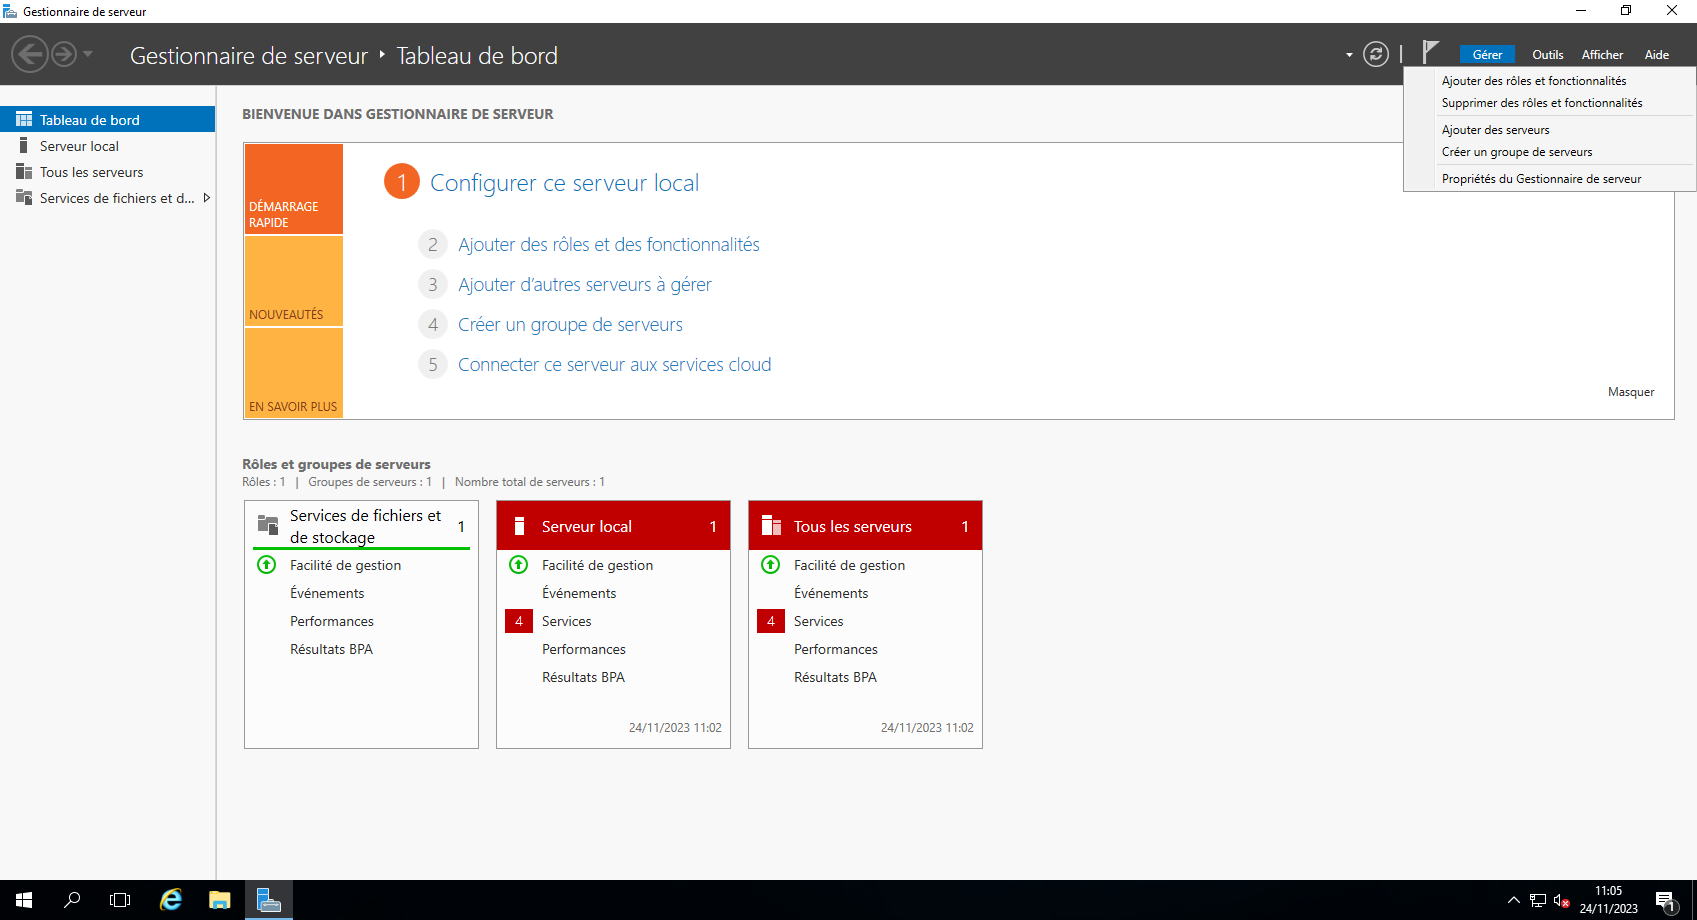 Gestionnaire de serveur
Gestionnaire de serveur ‣ Tableau de bord
Gérer Outils Afficher Aide
Ajouter des rôles et fonctionnalités
Supprimer des rôles et fonctionnalités
Ajouter des serveurs
Créer un groupe de serveurs
Propriétés du Gestionnaire de serveur
Tableau de bord
Serveur local
Tous les serveurs
Services de fichiers et d...
BIENVENUE DANS GESTIONNAIRE DE SERVEUR
DÉMARRAGE
RAPIDE
NOUVEAUTÉS
EN SAVOIR PLUS
1 Configurer ce serveur local
2 Ajouter des rôles et des fonctionnalités
3 Ajouter d’autres serveurs à gérer
4 Créer un groupe de serveurs
5 Connecter ce serveur aux services cloud
Masquer
Rôles et groupes de serveurs
Rôles : 1 | Groupes de serveurs : 1 | Nombre total de serveurs : 1
Services de fichiers et
de stockage 1
Facilité de gestion
Événements
Performances
Résultats BPA
Serveur local 1
Facilité de gestion
Événements
4 Services
Performances
Résultats BPA
24/11/2023 11:02
Tous les serveurs 1
Facilité de gestion
Événements
4 Services
Performances
Résultats BPA
24/11/2023 11:02
11:05
24/11/2023
1